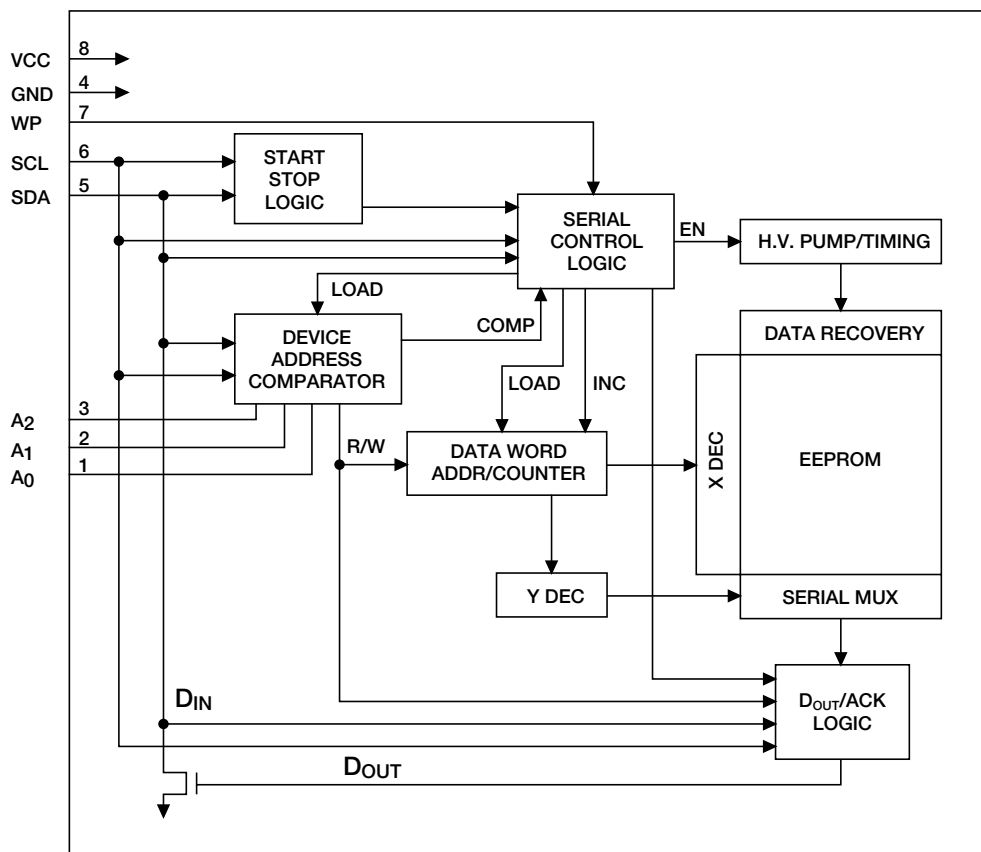 VCC 8
GND 4
WP 7
SCL 6
SDA 5
START
STOP
LOGIC
SERIAL
CONTROL
LOGIC
EN
H.V. PUMP/TIMING
LOAD
COMP
DEVICE
ADDRESS
COMPARATOR
LOAD
INC
DATA RECOVERY
A2 3
A1 2
A0 1
R/W
DATA WORD
ADDR/COUNTER
X DEC
EEPROM
Y DEC
SERIAL MUX
DIN
DOUT/ACK
LOGIC
DOUT